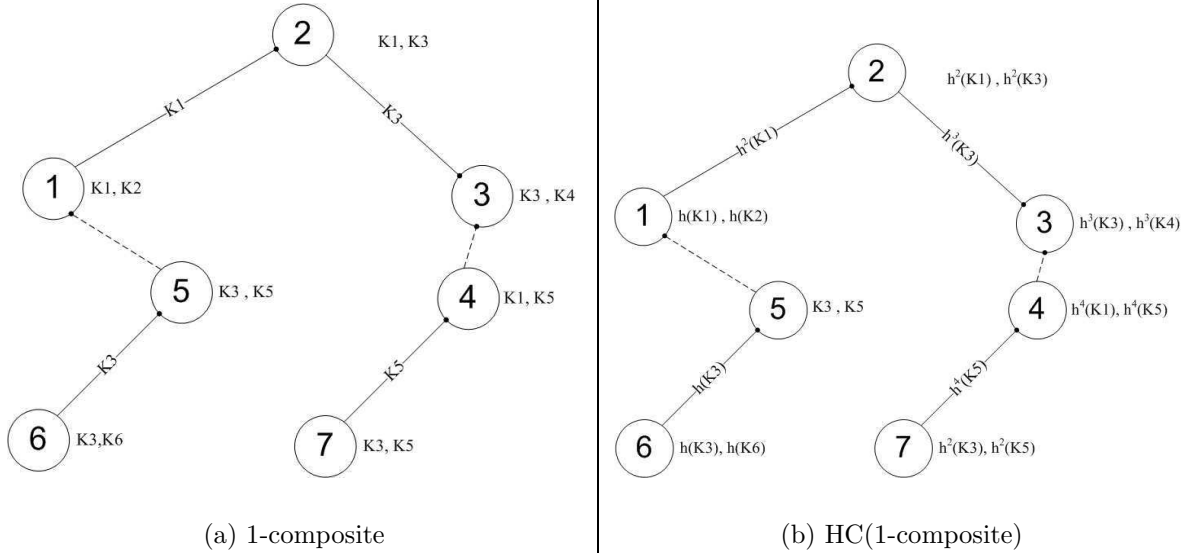 2
K1, K3
K1
K3
1
K1, K2
3
K3 , K4
5
K3 , K5
4
K1, K5
K3
K5
6
K3,K6
7
K3, K5
(a) 1-composite
2
h²(K1) , h²(K3)
h²(K1)
h³(K3)
1
h(K1) , h(K2)
3
h³(K3) , h³(K4)
5
K3 , K5
4
h⁴(K1), h⁴(K5)
h(K3)
h⁴(K5)
6
h(K3), h(K6)
7
h²(K3), h²(K5)
(b) HC(1-composite)